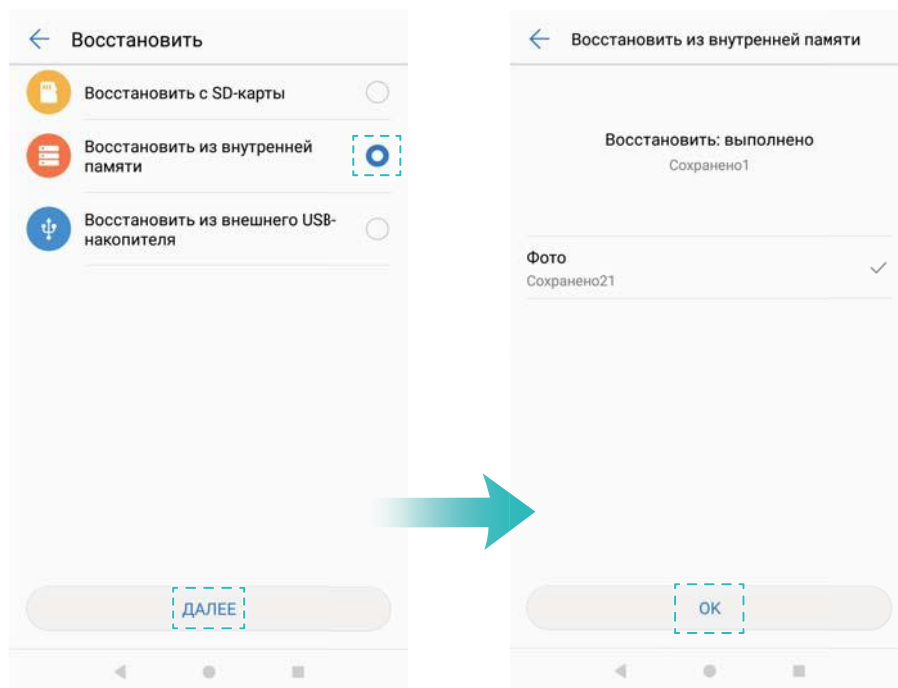 Восстановить
Восстановить с SD-карты
Восстановить из внутренней
памяти
Восстановить из внешнего USB-
накопителя
ДАЛЕЕ
Восстановить из внутренней памяти
Восстановить: выполнено
Сохранено1
Фото
Сохранено21
OK